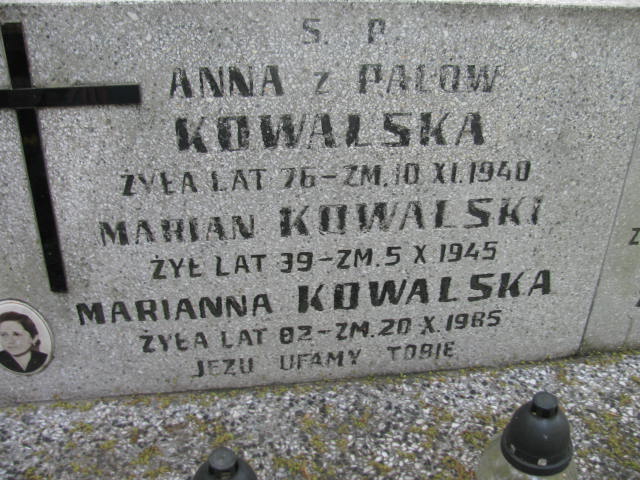 S. P.
ANNA z PALÓW
KOWALSKA
ŻYŁA LAT 76-ZM.10 XI.1940
MARIAN KOWALSKI
ŻYŁ LAT 39-ZM.5 X 1945
MARIANNA KOWALSKA
ŻYŁA LAT 82-ZM.20 X.1985
JEZU UFAMY TOBIE